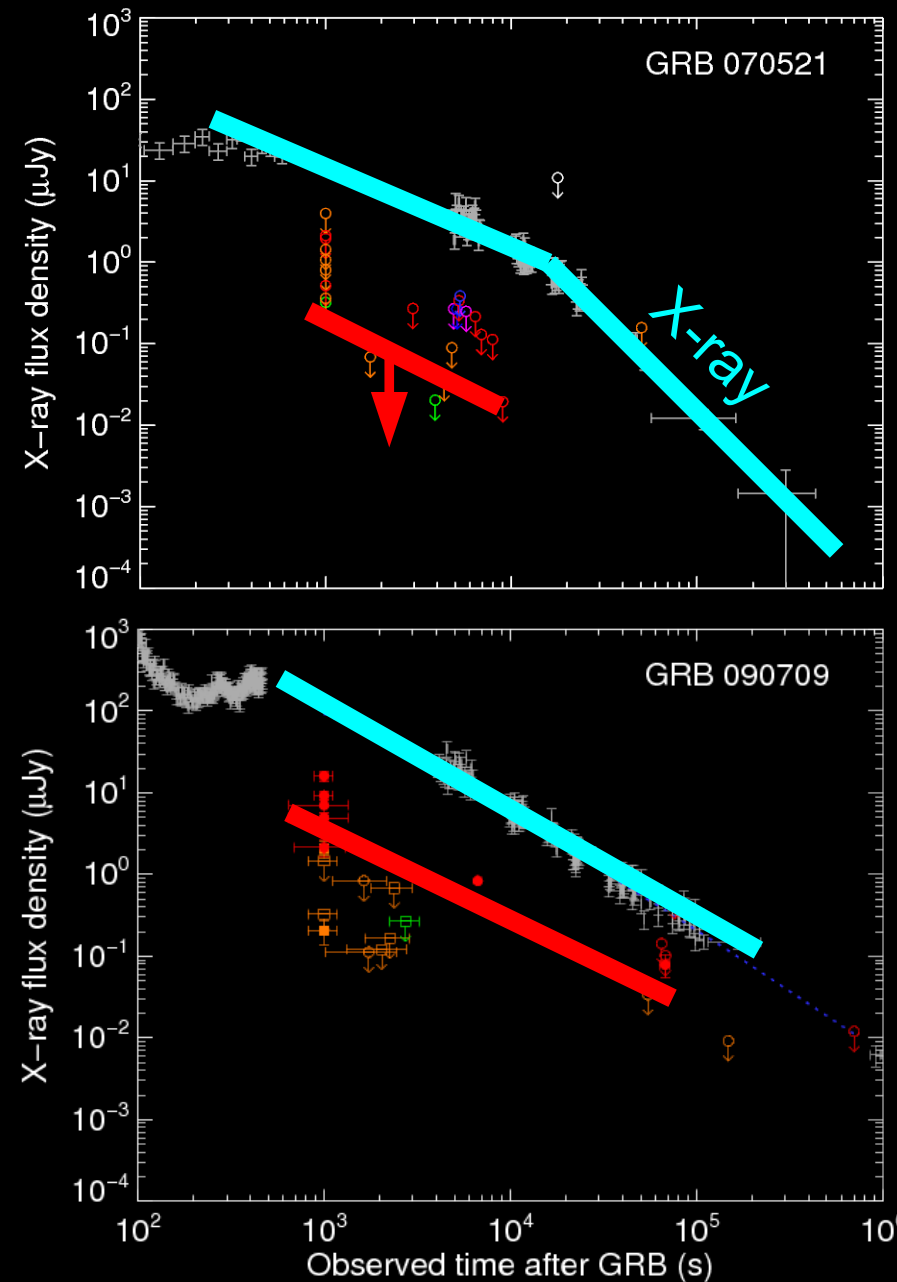 GRB 070521
10³
10²
10¹
10⁰
10⁻¹
10⁻²
10⁻³
10⁻⁴
X−ray flux density (μJy)
X-ray
GRB 090709
10³
10²
10¹
10⁰
10⁻¹
10⁻²
10⁻³
10⁻⁴
X−ray flux density (μJy)
10² 10³ 10⁴ 10⁵ 10
Observed time after GRB (s)